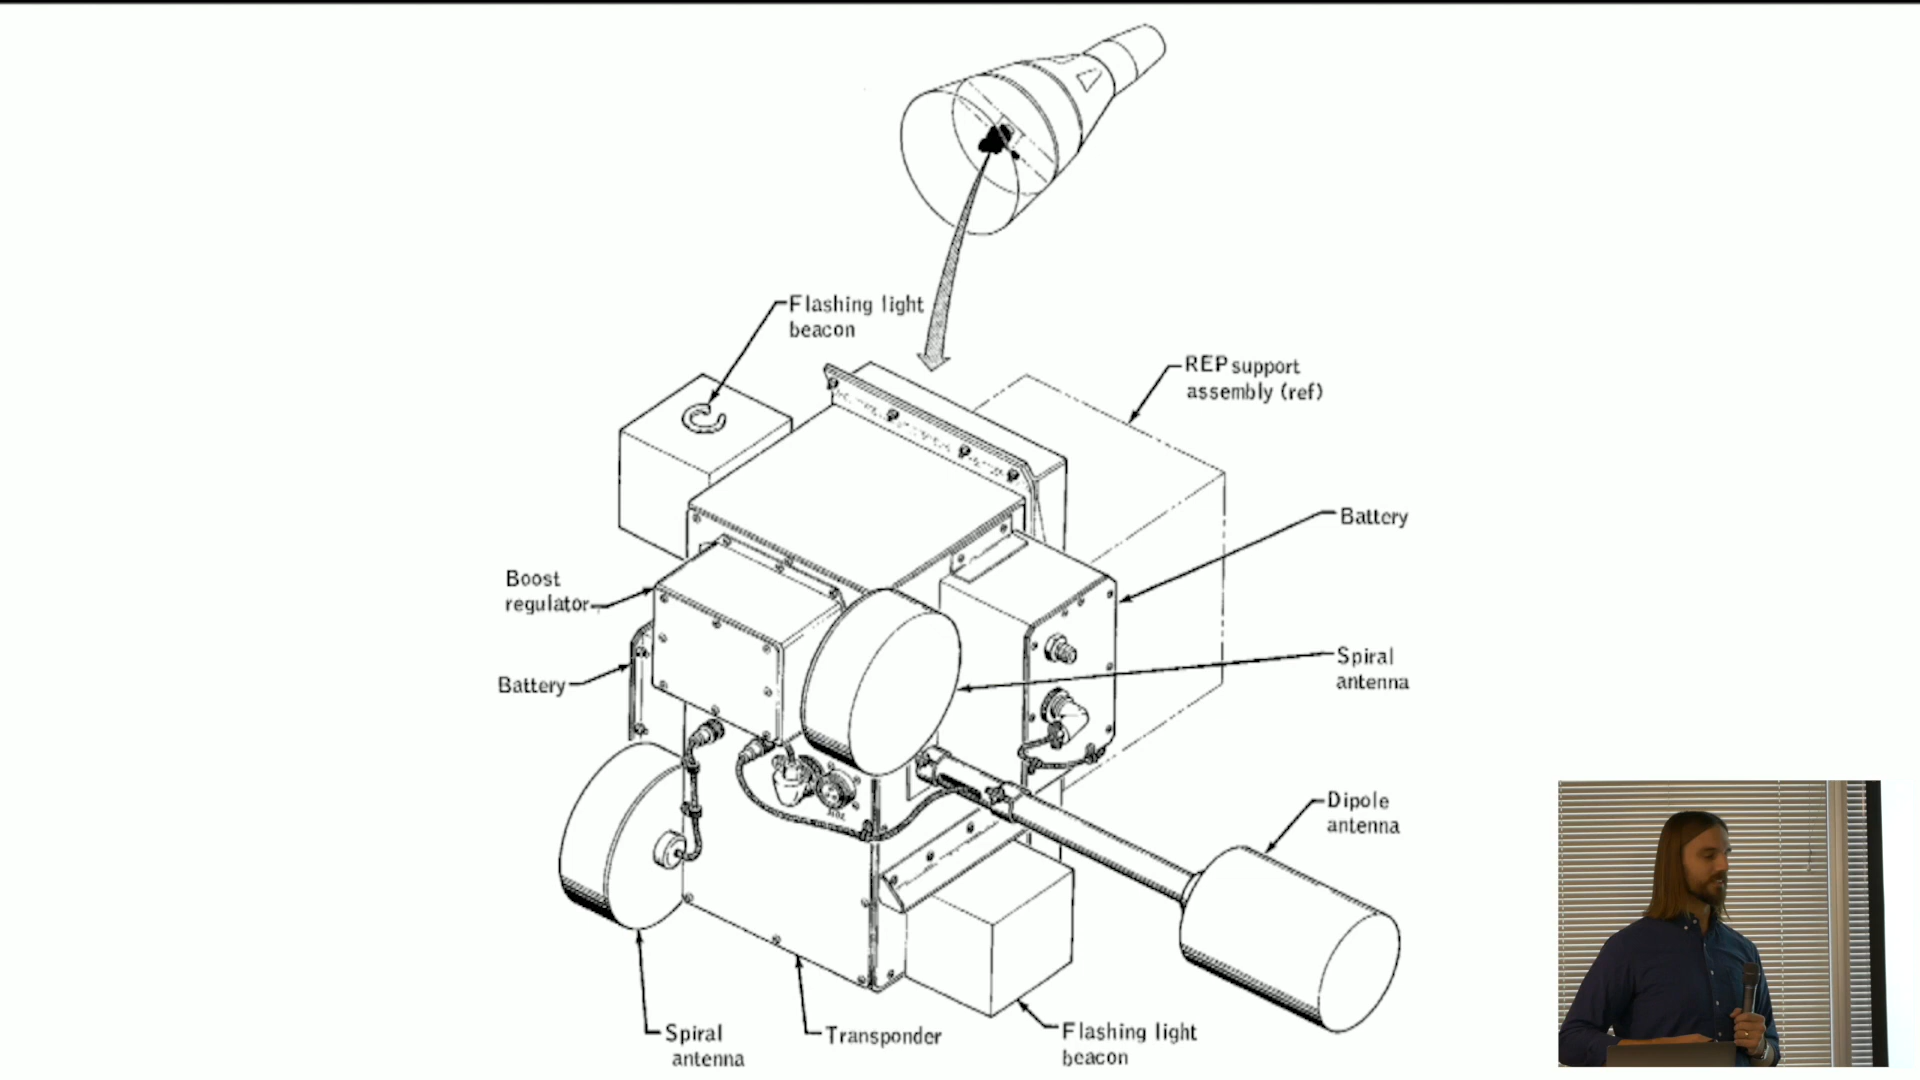 Flashing light
beacon
REP support
assembly (ref)
Battery
Boost
regulator
Spiral
antenna
Battery
Dipole
antenna
Spiral
antenna
Transponder
Flashing light
beacon